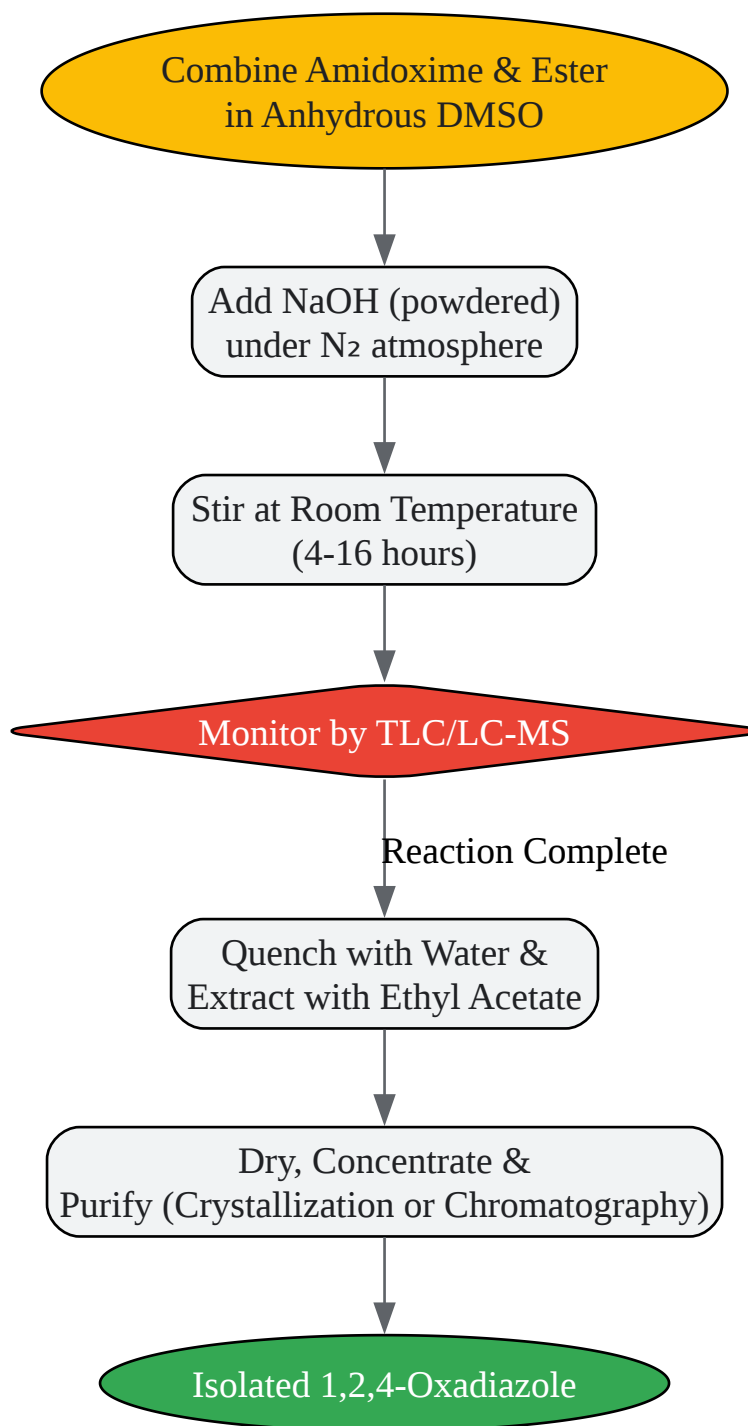 Combine Amidoxime & Ester
in Anhydrous DMSO
Add NaOH (powdered)
under N₂ atmosphere
Stir at Room Temperature
(4-16 hours)
Monitor by TLC/LC-MS
Reaction Complete
Quench with Water &
Extract with Ethyl Acetate
Dry, Concentrate &
Purify (Crystallization or Chromatography)
Isolated 1,2,4-Oxadiazole